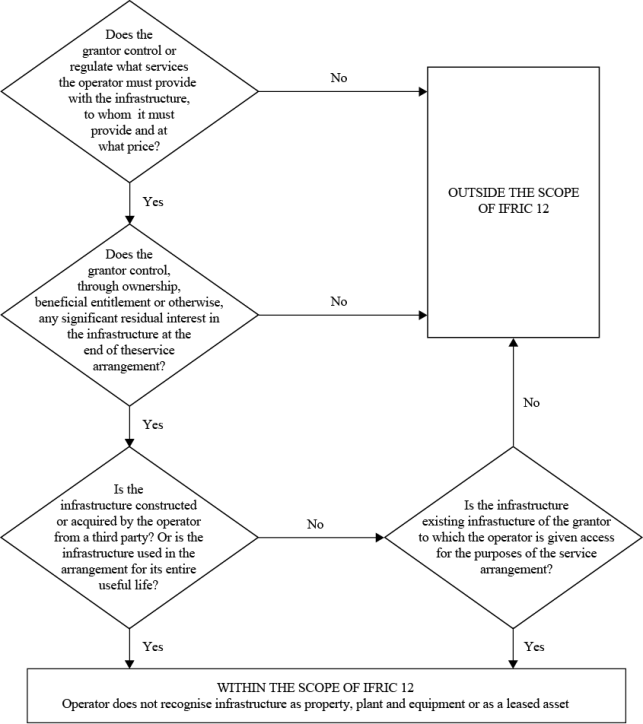 Does the
grantor control or
regulate what services
the operator must provide
with the infrastructure,
to whom it must
provide and at
what price?
No
OUTSIDE THE SCOPE
OF IFRIC 12
Yes
Does the
grantor control,
through ownership,
beneficial entitlement or otherwise,
any significant residual interest in
the infrastructure at the
end of theservice
arrangement?
No
Yes
No
Is the
infrastructure constructed
or acquired by the operator
from a third party? Or is the
infrastructure used in the
arrangement for its entire
useful life?
No
Is the infrastructure
existing infrastucture of the grantor
to which the operator is given access
for the purposes of the service
arrangement?
Yes
Yes
WITHIN THE SCOPE OF IFRIC 12
Operator does not recognise infrastructure as property, plant and equipment or as a leased asset